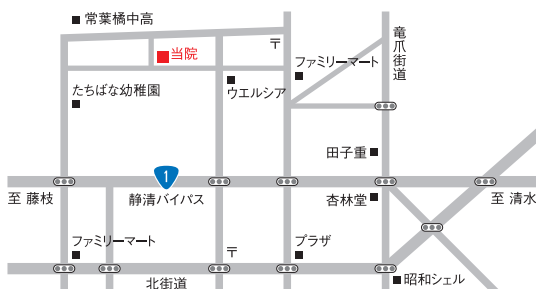 常葉橘中高
〒
竜爪街道
当院
ファミリーマート
たちばな幼稚園
ウエルシア
田子重
1
至 藤枝
静清バイパス
杏林堂
至 清水
ファミリーマート
〒
プラザ
北街道
昭和シェル